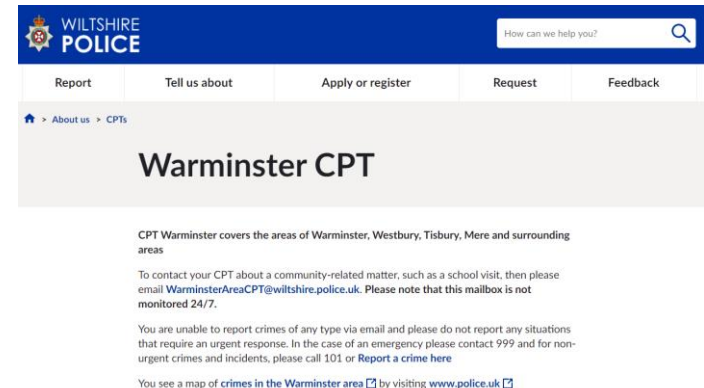 WILTSHIRE
POLICE
How can we help you?
Report Tell us about Apply or register Request Feedback
> About us > CPTs
Warminster CPT
CPT Warminster covers the areas of Warminster, Westbury, Tisbury, Mere and surrounding
areas
To contact your CPT about a community-related matter, such as a school visit, then please
email WarminsterAreaCPT@wiltshire.police.uk. Please note that this mailbox is not
monitored 24/7.
You are unable to report crimes of any type via email and please do not report any situations
that require an urgent response. In the case of an emergency please contact 999 and for non-
urgent crimes and incidents, please call 101 or Report a crime here
You see a map of crimes in the Warminster area by visiting www.police.uk